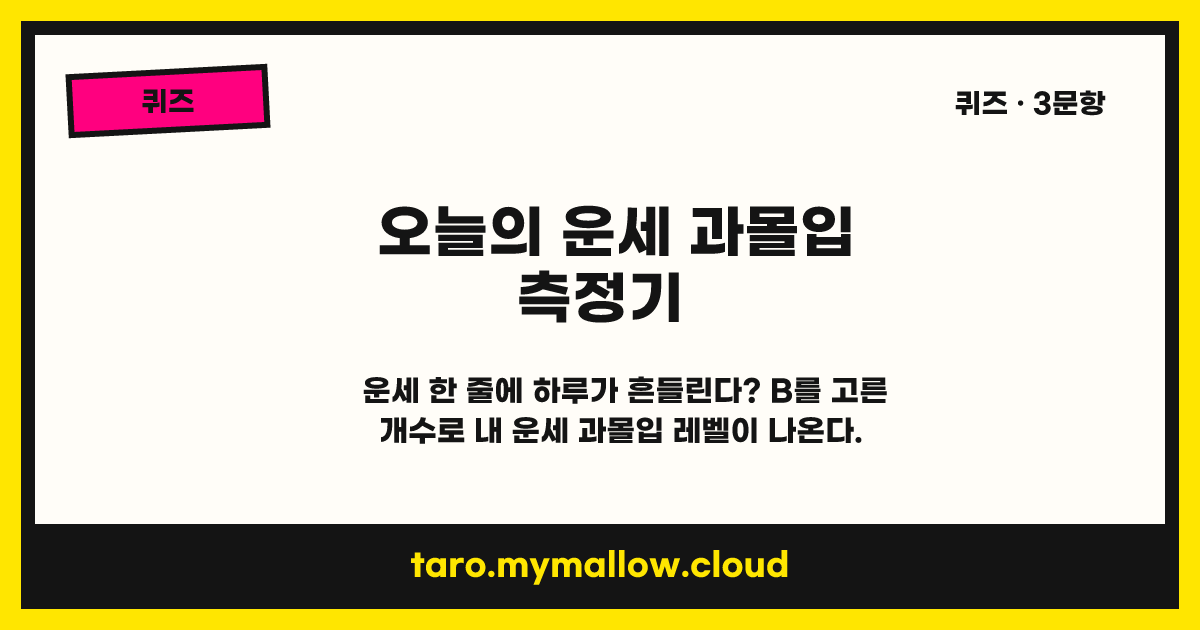 퀴즈
퀴즈 · 3문항
오늘의 운세 과몰입
측정기
운세 한 줄에 하루가 흔들린다? B를 고른
개수로 내 운세 과몰입 레벨이 나온다.
taro.mymallow.cloud